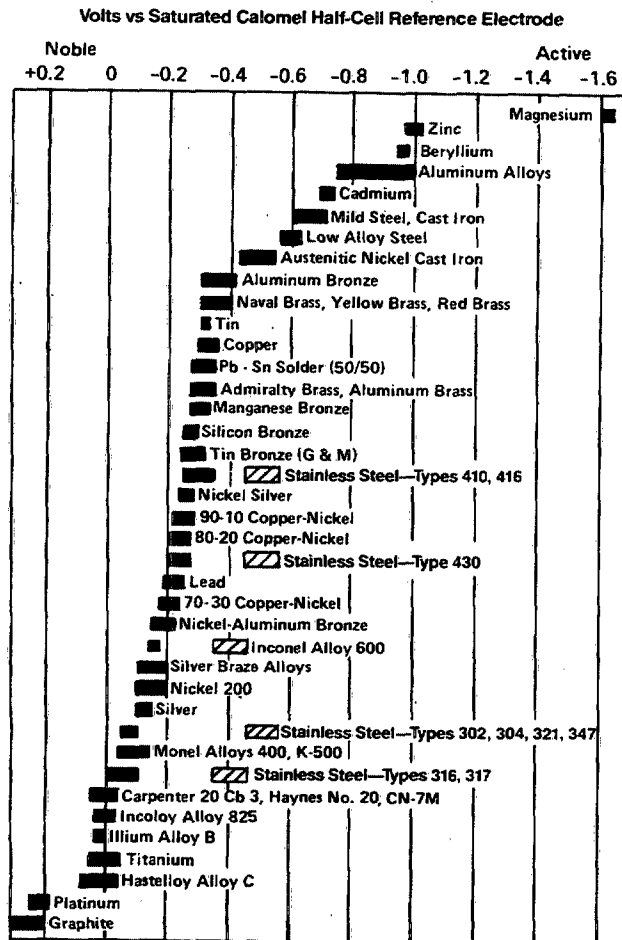 Volts vs Saturated Calomel Half-Cell Reference Electrode
Noble Active
+0.2 0 -0.2 -0.4 -0.6 -0.8 -1.0 -1.2 -1.4 -1.6
Magnesium
Zinc
Beryllium
Aluminum Alloys
Cadmium
Mild Steel, Cast Iron
Low Alloy Steel
Austenitic Nickel Cast Iron
Aluminum Bronze
Naval Brass, Yellow Brass, Red Brass
Tin
Copper
Pb - Sn Solder (50/50)
Admiralty Brass, Aluminum Brass
Manganese Bronze
Silicon Bronze
Tin Bronze (G & M)
Stainless Steel—Types 410, 416
Nickel Silver
90-10 Copper-Nickel
80-20 Copper-Nickel
Stainless Steel—Type 430
Lead
70-30 Copper-Nickel
Nickel-Aluminum Bronze
Inconel Alloy 600
Silver Braze Alloys
Nickel 200
Silver
Stainless Steel—Types 302, 304, 321, 347
Monel Alloys 400, K-500
Stainless Steel—Types 316, 317
Carpenter 20 Cb 3, Haynes No. 20, CN-7M
Incoloy Alloy 825
Illium Alloy B
Titanium
Hastelloy Alloy C
Platinum
Graphite